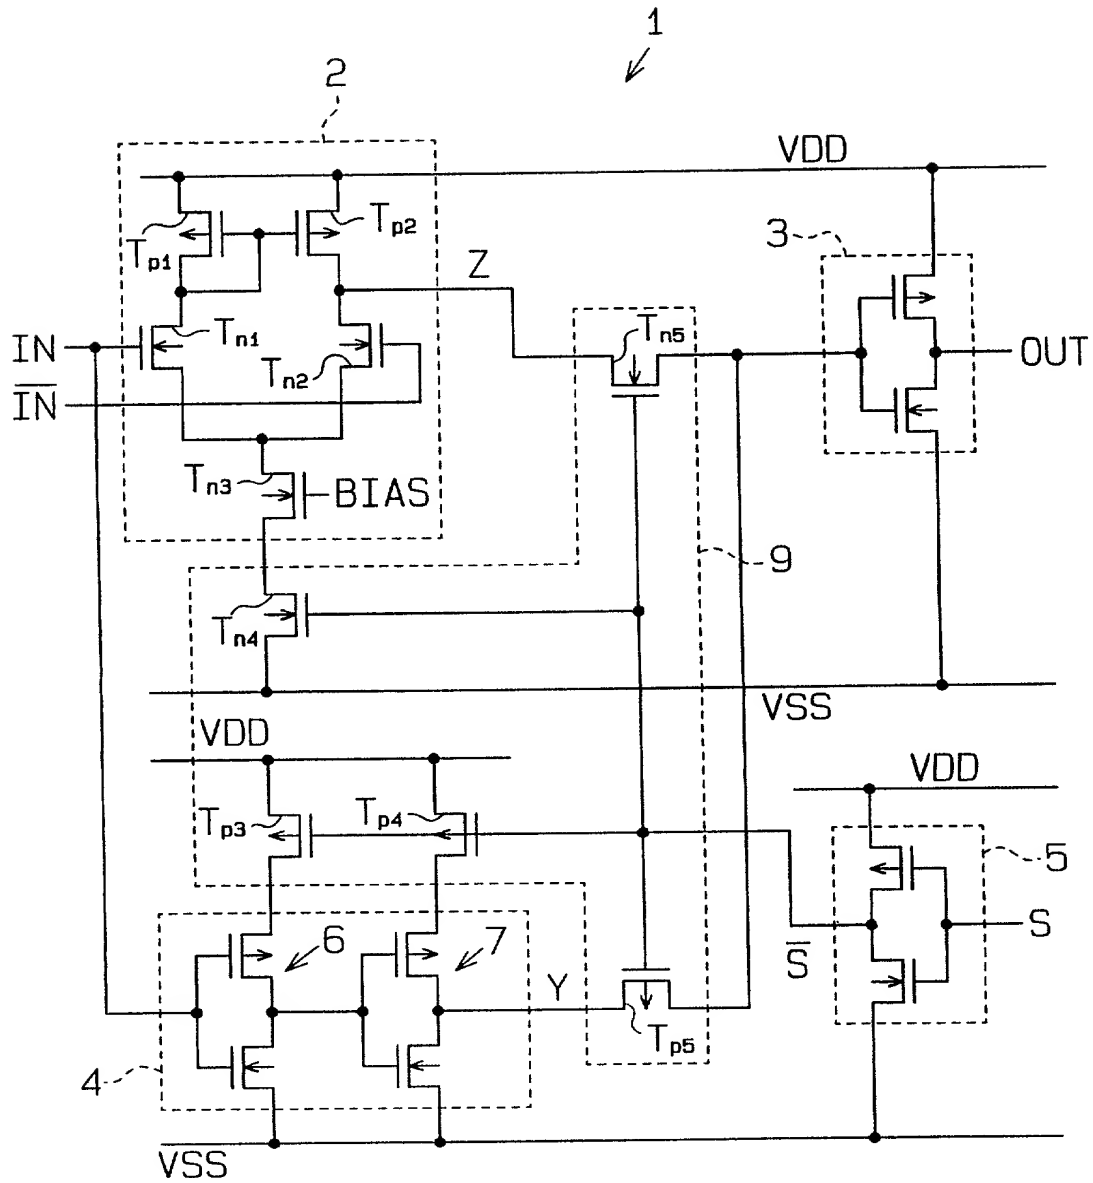 1
2
VDD
Tp1
Tp2
3
Z
IN
Tn1
Tn2
Tn5
OUT
I̅N̅
Tn3
BIAS
9
Tn4
VSS
VDD
VDD
Tp3
Tp4
5
6
7
S
S̅
Y
Tp5
4
VSS